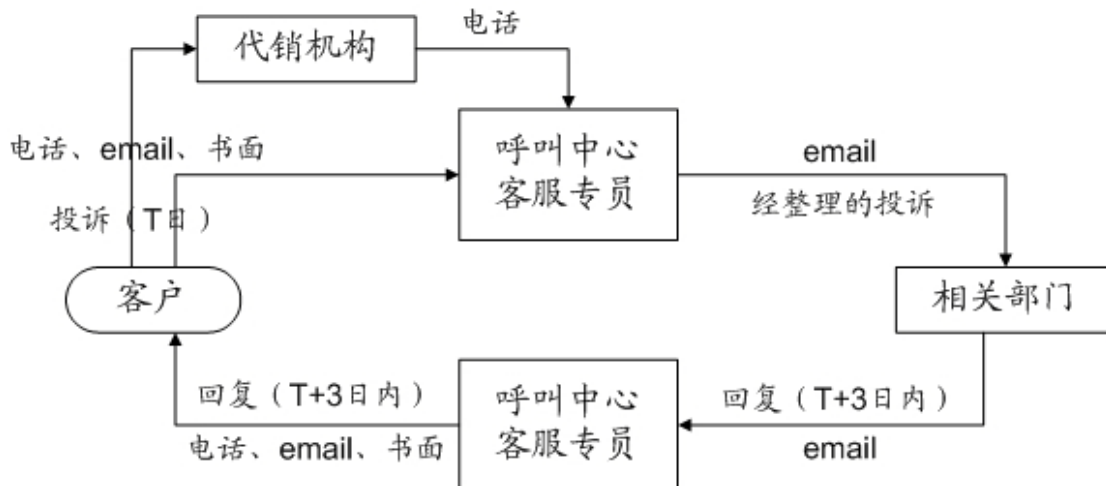 代销机构
电话
电话、email、书面
投诉（T日）
呼叫中心
客服专员
email
经整理的投诉
客户
相关部门
回复（T+3日内）
电话、email、书面
呼叫中心
客服专员
回复（T+3日内）
email